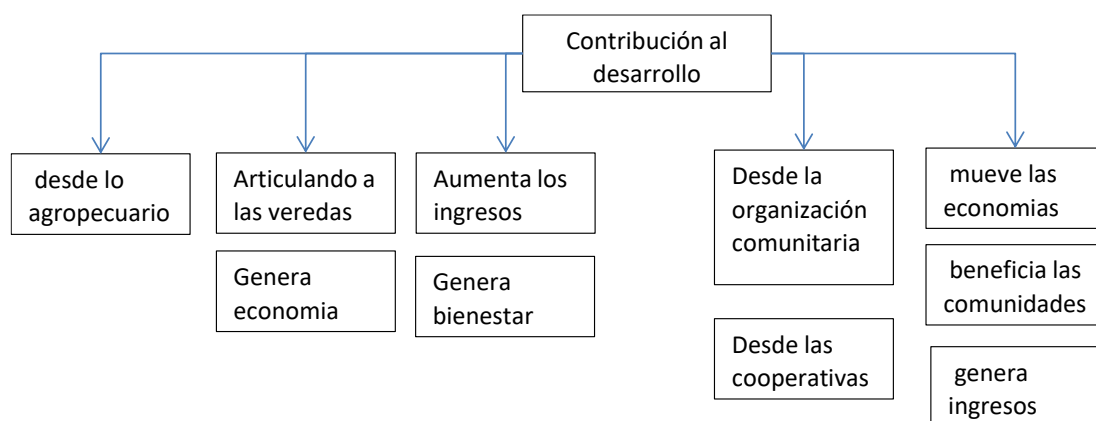 Contribución al
desarrollo
desde lo
agropecuario
Articulando a
las veredas
Aumenta los
ingresos
Desde la
organización
comunitaria
mueve las
economias
Genera
economia
Genera
bienestar
beneficia las
comunidades
Desde las
cooperativas
genera
ingresos